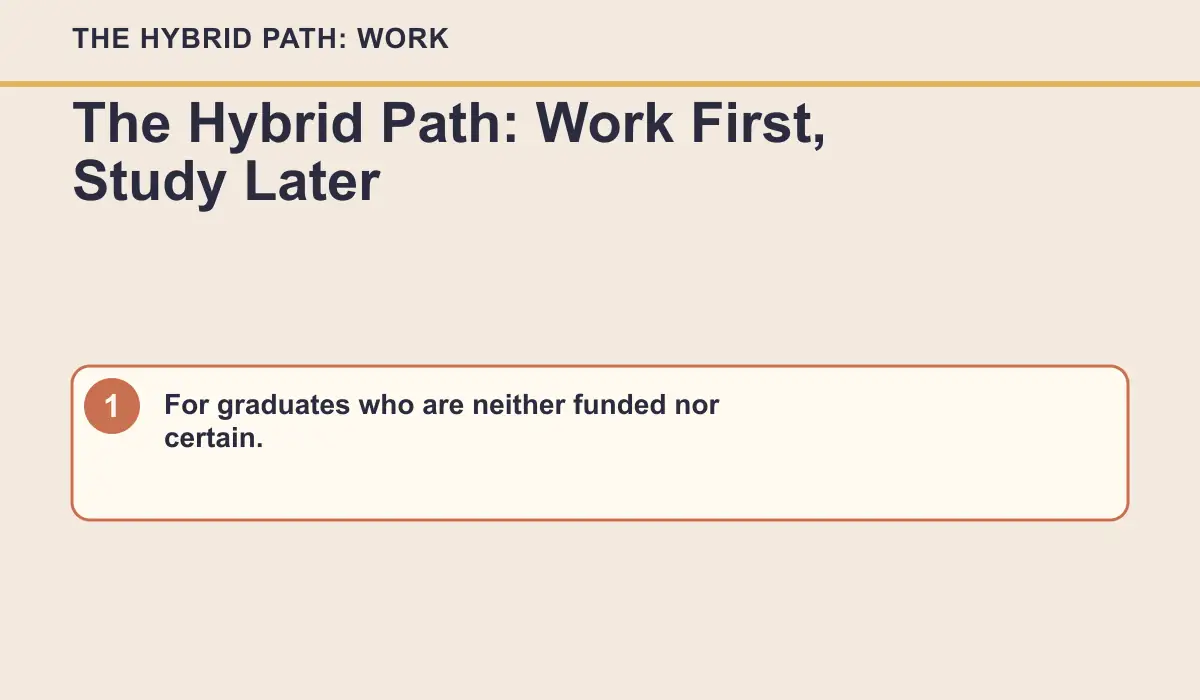 THE HYBRID PATH: WORK
The Hybrid Path: Work First,
Study Later
1
For graduates who are neither funded nor
certain.